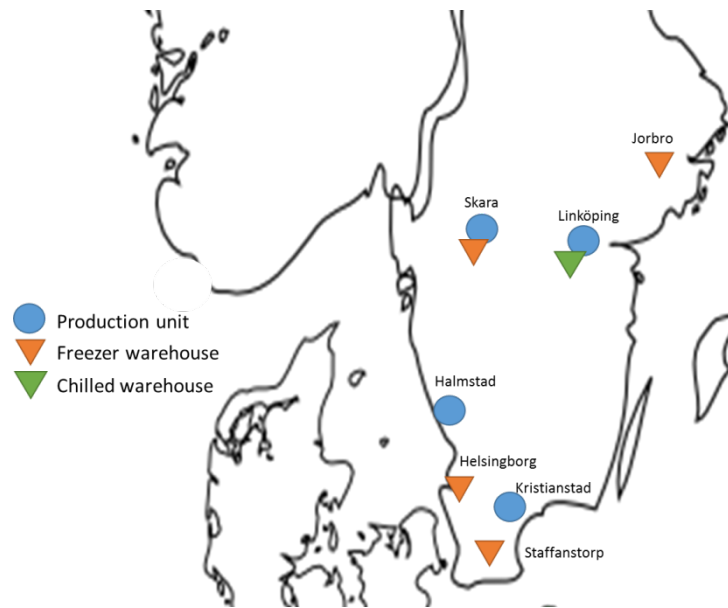 Jorbro
Skara
Linköping
Production unit
Freezer warehouse
Chilled warehouse
Halmstad
Helsingborg
Kristianstad
Staffanstorp